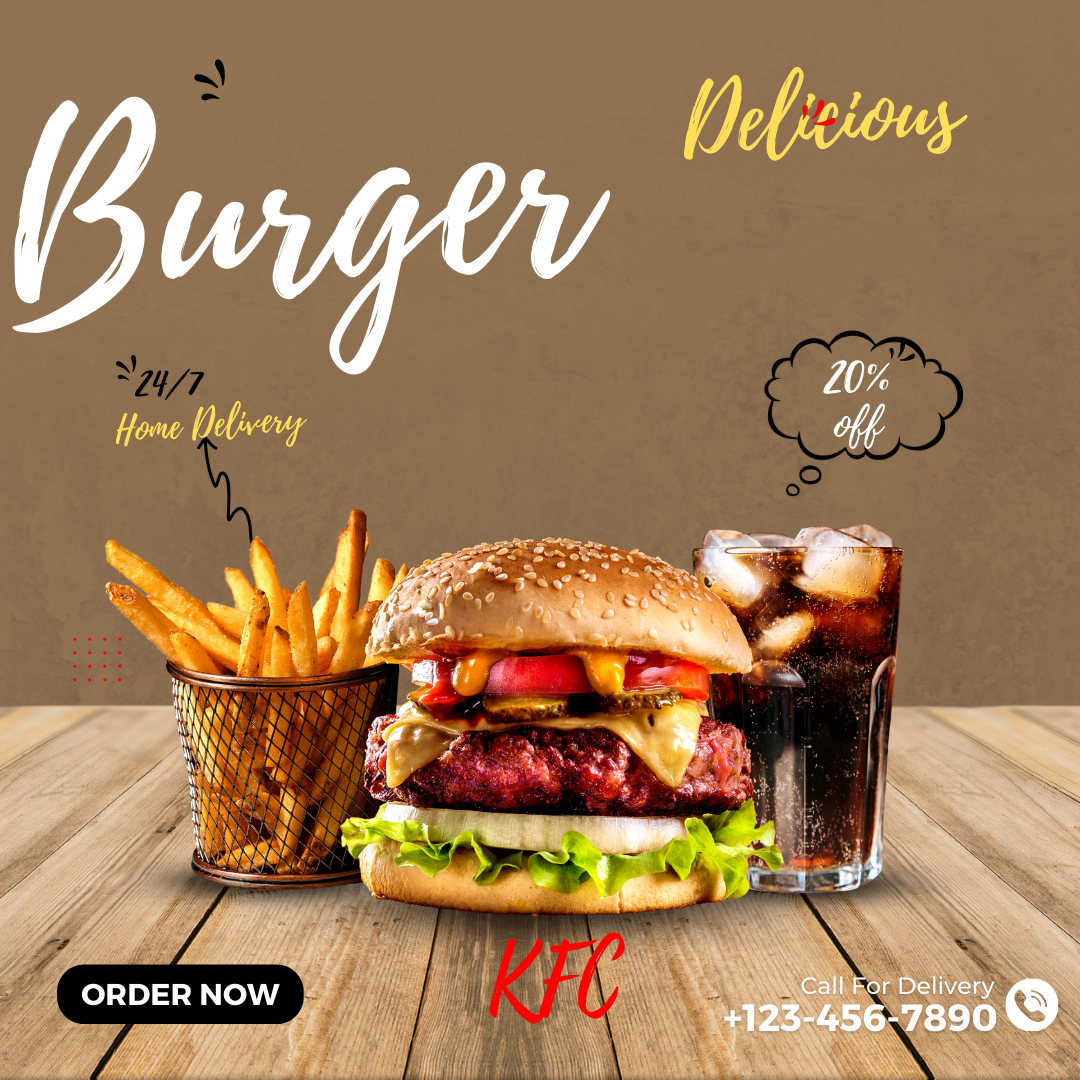 Delicious
Burger
24/7
Home Delivery
20%
off
KFC
ORDER NOW
Call For Delivery
+123-456-7890